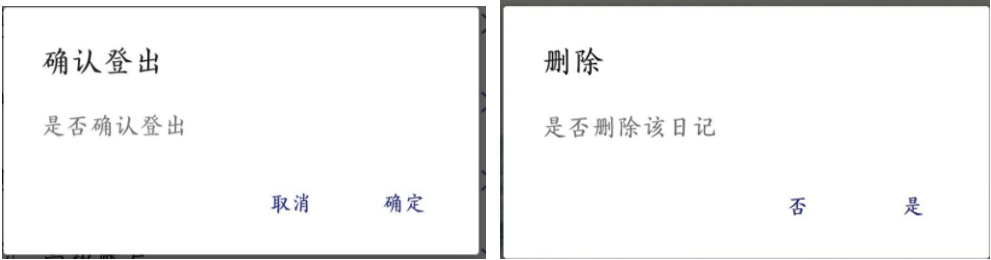 确认登出
是否确认登出
取消 确定
删除
是否删除该日记
否 是